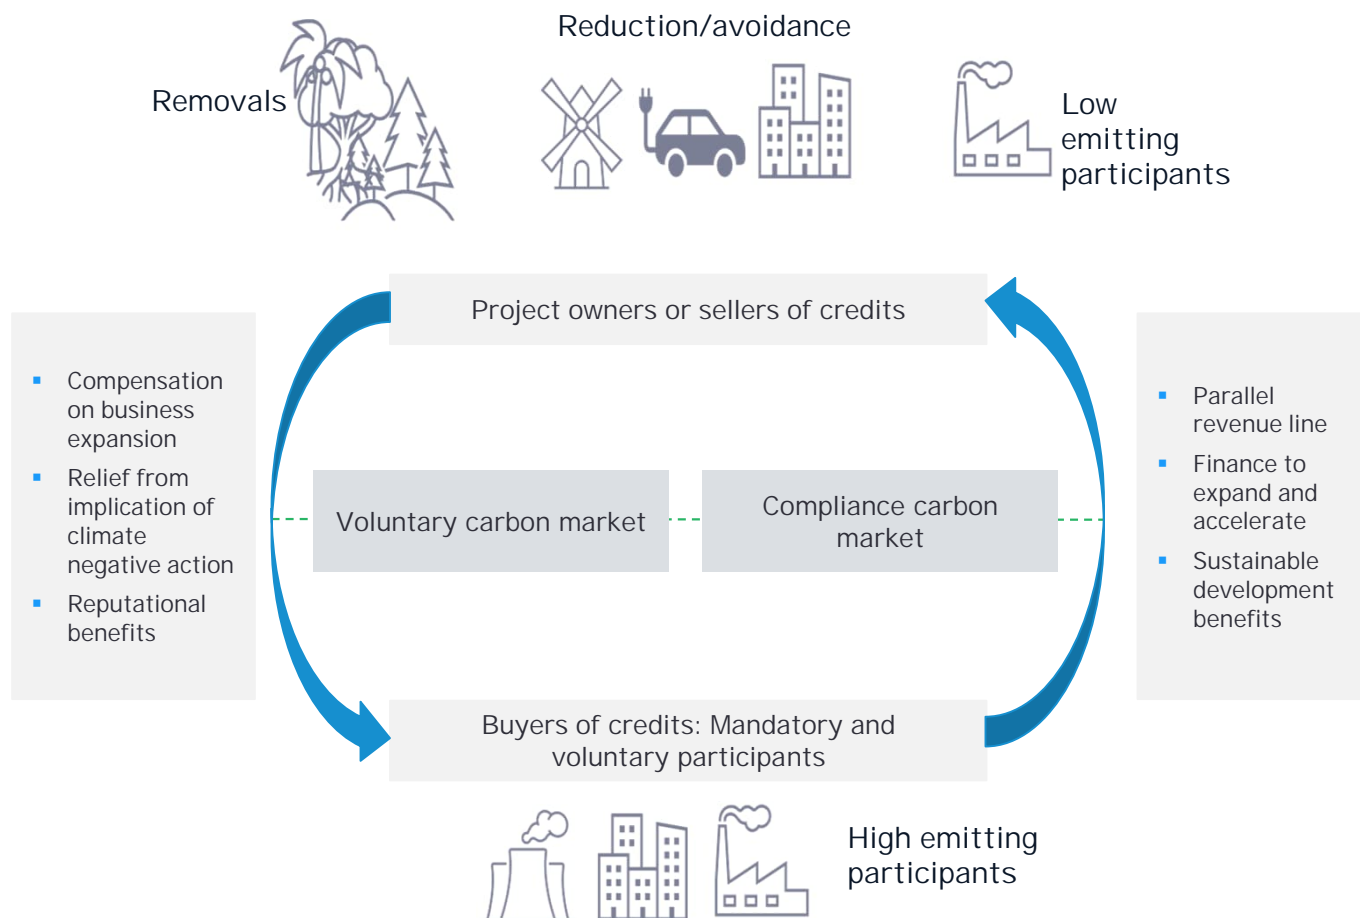 Reduction/avoidance
Removals
Low
emitting
participants
Project owners or sellers of credits
Compensation
on business
expansion
Relief from
implication of
climate
negative action
Reputational
benefits
Voluntary carbon market
Compliance carbon
market
Parallel
revenue line
Finance to
expand and
accelerate
Sustainable
development
benefits
Buyers of credits: Mandatory and
voluntary participants
High emitting
participants